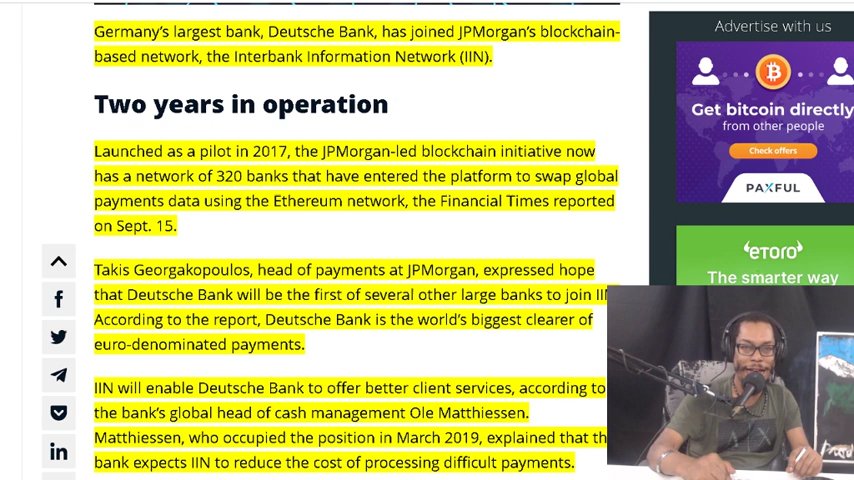 Germany's largest bank, Deutsche Bank, has joined JPMorgan's blockchain-
based network, the Interbank Information Network (IIN).
Two years in operation
Launched as a pilot in 2017, the JPMorgan-led blockchain initiative now
has a network of 320 banks that have entered the platform to swap global
payments data using the Ethereum network, the Financial Times reported
on Sept. 15.
Takis Georgakopoulos, head of payments at JPMorgan, expressed hope
that Deutsche Bank will be the first of several other large banks to join
According to the report, Deutsche Bank is the world's biggest clearer of
euro-denominated payments.
IIN will enable Deutsche Bank to offer better client services, according to
the bank's global head of cash management Ole Matthiessen.
Matthiessen, who occupied the position in March 2019, explained that
bank expects IIN to reduce the cost of processing difficult payments.
Advertise with us
Get bitcoin directly
from other people
Check offers
PAXFUL
eToro
The smarter way